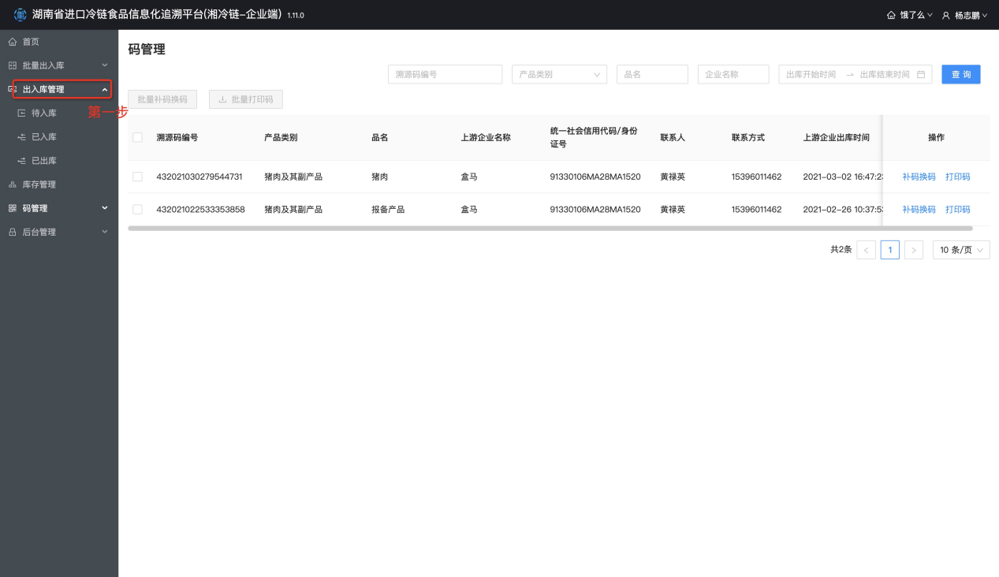 湖南省进口冷链食品信息化追溯平台(湘冷链-企业端) 1.11.0
饿了么 杨志鹏
首页
批量出入库
出入库管理
第一步
待入库
已入库
已出库
库存管理
码管理
后台管理
码管理
溯源码编号 产品类别 品名 企业名称 出库开始时间 → 出库结束时间 查 询
批量补码换码 批量打印码
溯源码编号 产品类别 品名 上游企业名称 统一社会信用代码/身份证号 联系人 联系方式 上游企业出库时间 操作
432021030279544731 猪肉及其副产品 猪肉 盒马 91330106MA28MA1520 黄禄英 15396011462 2021-03-02 16:47:2 补码换码 打印码
432021022533353858 猪肉及其副产品 报备产品 盒马 91330106MA28MA1520 黄禄英 15396011462 2021-02-26 10:37:5 补码换码 打印码
共2条 < 1 > 10 条/页